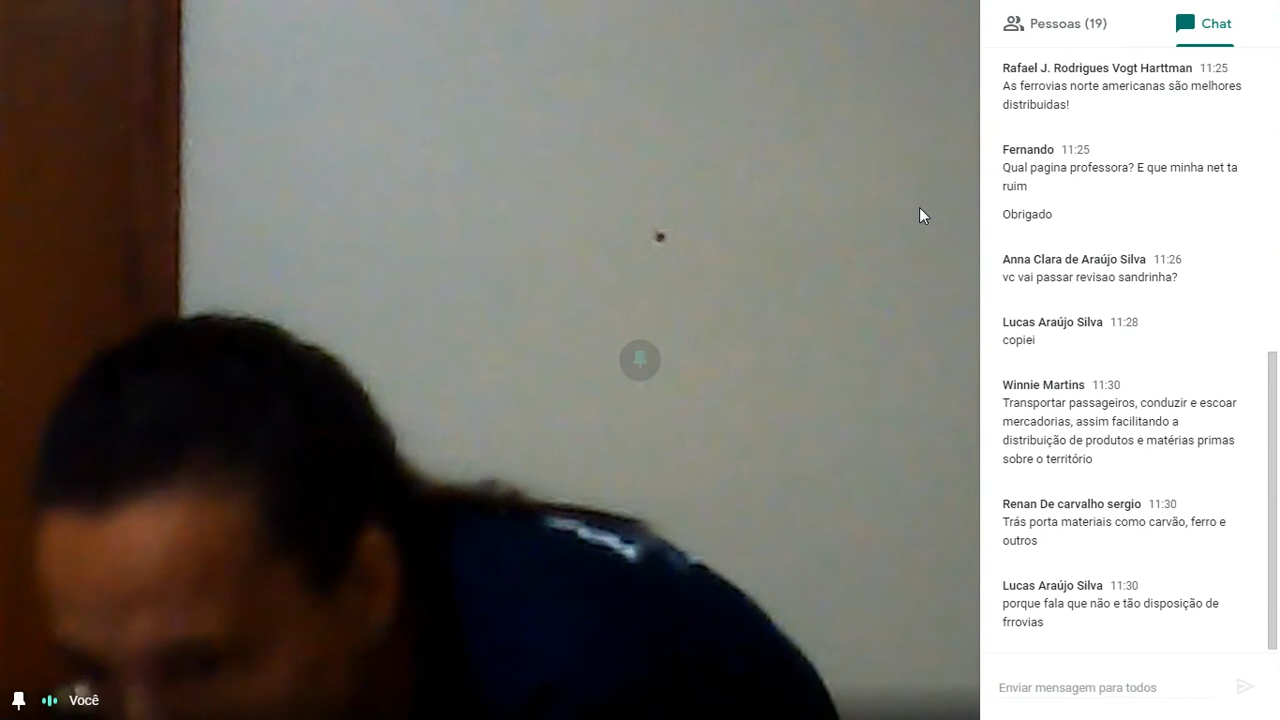 Pessoas (19)
Chat
Rafael J. Rodrigues Vogt Harttman 11:25
As ferrovias norte americanas são melhores
distribuidas!
Fernando 11:25
Qual pagina professora? E que minha net ta
ruim
Obrigado
Anna Clara de Araújo Silva 11:26
vc vai passar revisao sandrinha?
Lucas Araújo Silva 11:28
copiei
Winnie Martins 11:30
Transportar passageiros, conduzir e escoar
mercadorias, assim facilitando a
distribuição de produtos e matérias primas
sobre o território
Renan De carvalho sergio 11:30
Trás porta materiais como carvão, ferro e
outros
Lucas Araújo Silva 11:30
porque fala que não e tão disposição de
frrovias
Enviar mensagem para todos
Você